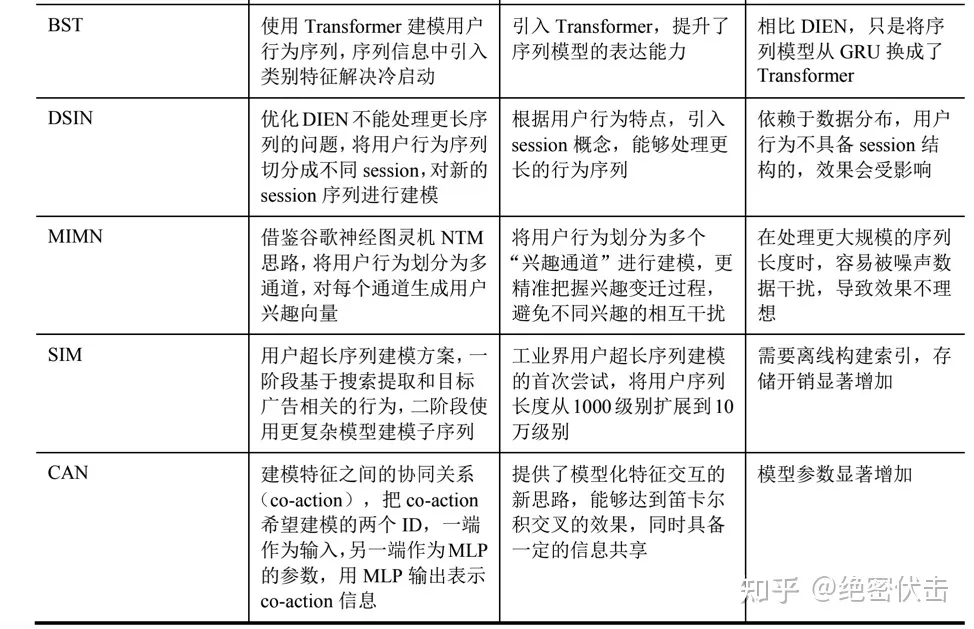 BST
使用 Transformer 建模用户
行为序列，序列信息中引入
类别特征解决冷启动
引入 Transformer，提升了
序列模型的表达能力
相比 DIEN，只是将序
列模型从 GRU 换成了
Transformer
DSIN
优化 DIEN 不能处理更长序
列的问题，将用户行为序列
切分成不同 session，对新的
session 序列进行建模
根据用户行为特点，引入
session 概念，能够处理更
长的行为序列
依赖于数据分布，用户
行为不具备 session 结
构的，效果会受影响
MIMN
借鉴谷歌神经图灵机 NTM
思路，将用户行为划分为多
通道，对每个通道生成用户
兴趣向量
将用户行为划分为多个
“兴趣通道”进行建模，更
精准把握兴趣变迁过程，
避免不同兴趣的相互干扰
在处理更大规模的序列
长度时，容易被噪声数
据干扰，导致效果不理
想
SIM
用户超长序列建模方案，一
阶段基于搜索提取和目标
广告相关的行为，二阶段使
用更复杂模型建模子序列
工业界用户超长序列建模
的首次尝试，将用户序列
长度从 1000 级别扩展到 10
万级别
需要离线构建索引，存
储开销显著增加
CAN
建模特征之间的协同关系
（co-action），把 co-action
希望建模的两个 ID，一端
作为输入，另一端作为 MLP
的参数，用 MLP 输出表示
co-action 信息
提供了模型化特征交互的
新思路，能够达到笛卡尔
积交叉的效果，同时具备
一定的信息共享
模型参数显著增加
知乎 @绝密伏击